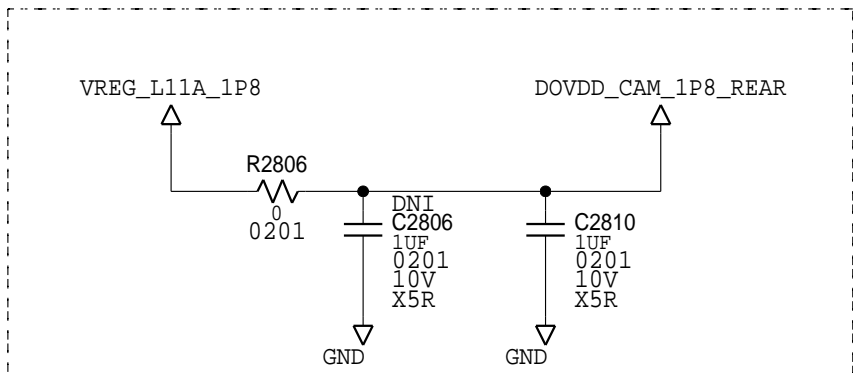 VREG_L11A_1P8
DOVDD_CAM_1P8_REAR
R2806
0
0201
DNI
C2806
1UF
0201
10V
X5R
C2810
1UF
0201
10V
X5R
GND
GND